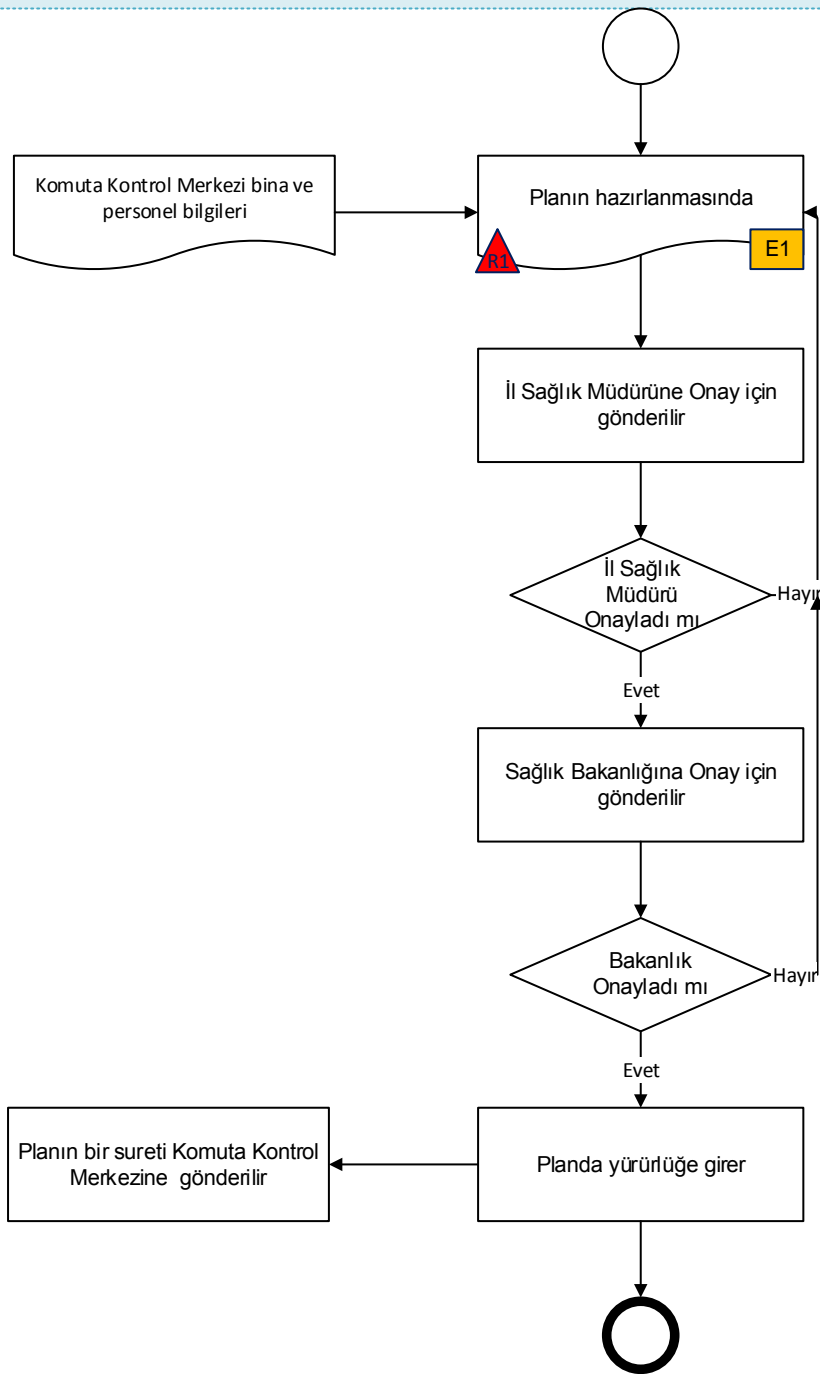 Komuta Kontrol Merkezi bina ve
personel bilgileri
Planın hazırlanmasında
R1
E1
İl Sağlık Müdürüne Onay için
gönderilir
İl Sağlık
Müdürü
Onayladı mı
Hayır
Evet
Sağlık Bakanlığına Onay için
gönderilir
Bakanlık
Onayladı mı
Hayır
Evet
Planın bir sureti Komuta Kontrol
Merkezine gönderilir
Planda yürürlüğe girer